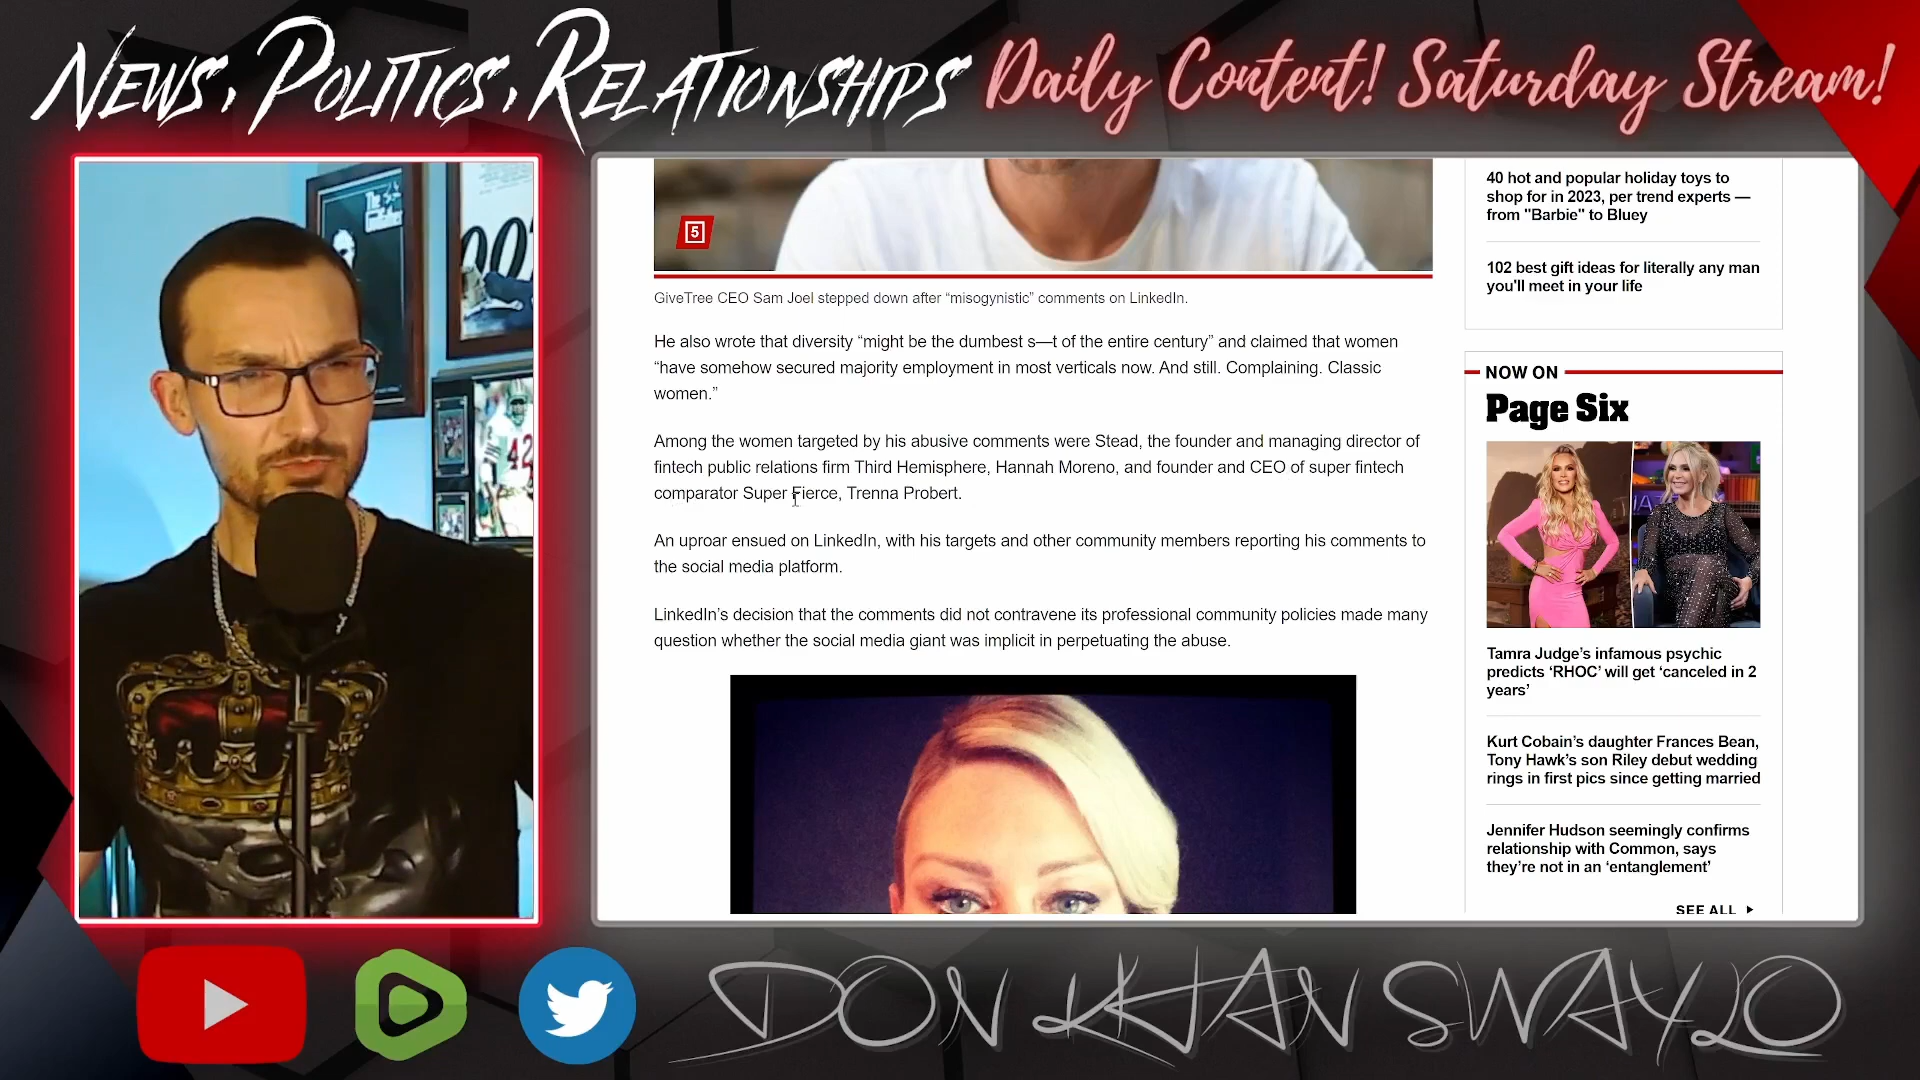 NEWS, POLITICS, RELATIONSHIPS Daily Content! Saturday Stream!
The Godfather
007
42
5
GiveTree CEO Sam Joel stepped down after “misogynistic” comments on LinkedIn.
He also wrote that diversity “might be the dumbest s—t of the entire century” and claimed that women
“have somehow secured majority employment in most verticals now. And still. Complaining. Classic
women.”
Among the women targeted by his abusive comments were Stead, the founder and managing director of
fintech public relations firm Third Hemisphere, Hannah Moreno, and founder and CEO of super fintech
comparator Super Fierce, Trenna Probert.
An uproar ensued on LinkedIn, with his targets and other community members reporting his comments to
the social media platform.
LinkedIn’s decision that the comments did not contravene its professional community policies made many
question whether the social media giant was implicit in perpetuating the abuse.
40 hot and popular holiday toys to
shop for in 2023, per trend experts —
from "Barbie" to Bluey
102 best gift ideas for literally any man
you'll meet in your life
NOW ON
Page Six
Tamra Judge’s infamous psychic
predicts ‘RHOC’ will get ‘canceled in 2
years’
Kurt Cobain’s daughter Frances Bean,
Tony Hawk’s son Riley debut wedding
rings in first pics since getting married
Jennifer Hudson seemingly confirms
relationship with Common, says
they’re not in an ‘entanglement’
SEE ALL
DON KHAN SWAYLO